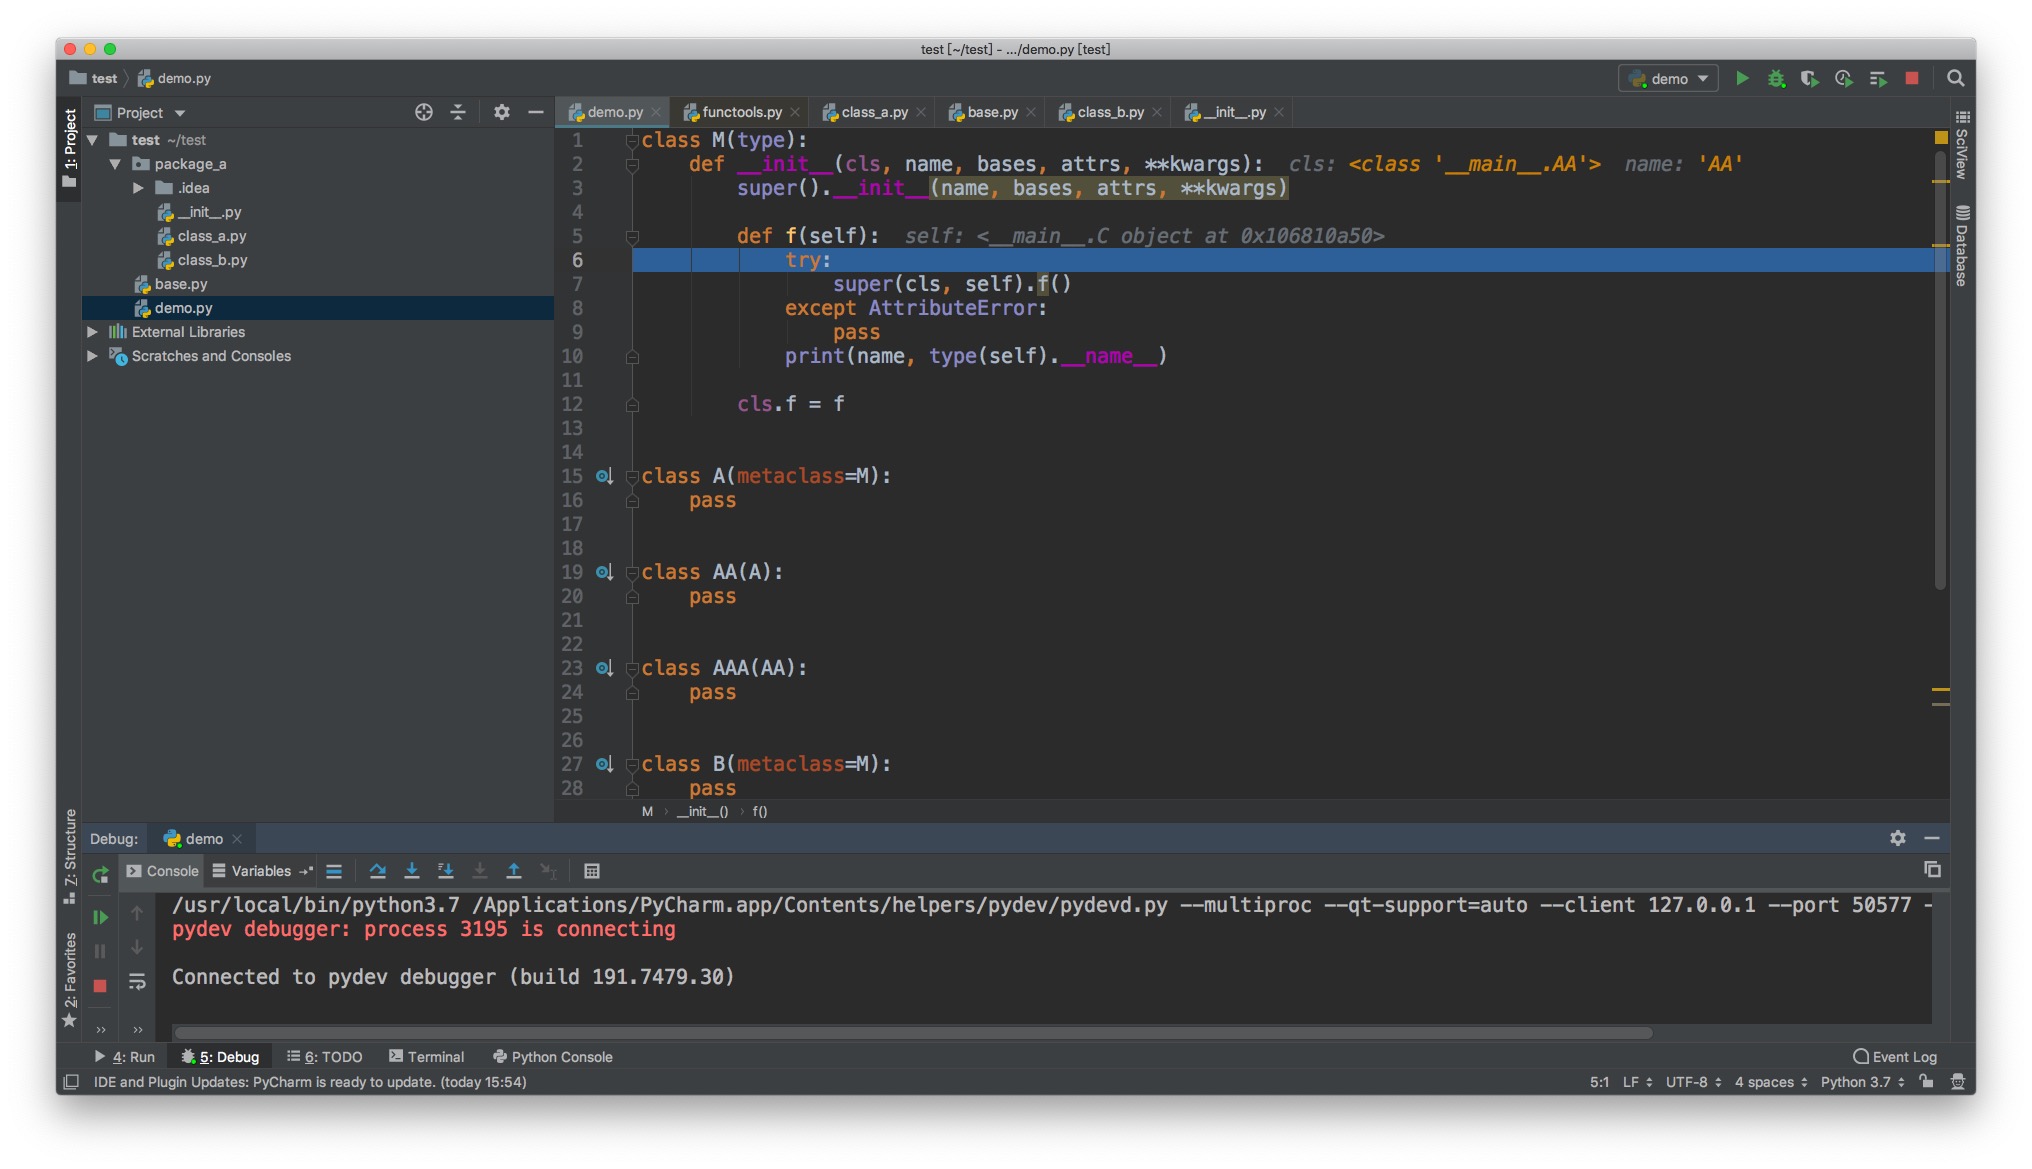 test [~/test] - .../demo.py [test]
test demo.py
demo
1: Project
Project
test ~/test
package_a
.idea
__init__.py
class_a.py
class_b.py
base.py
demo.py
External Libraries
Scratches and Consoles
demo.py functools.py class_a.py base.py class_b.py __init__.py
1 class M(type):
2 def __init__(cls, name, bases, attrs, **kwargs): cls: <class '__main__.AA'> name: 'AA'
3 super().__init__(name, bases, attrs, **kwargs)
4
5 def f(self): self: <__main__.C object at 0x106810a50>
6 try:
7 super(cls, self).f()
8 except AttributeError:
9 pass
10 print(name, type(self).__name__)
11
12 cls.f = f
13
14
15 class A(metaclass=M):
16 pass
17
18
19 class AA(A):
20 pass
21
22
23 class AAA(AA):
24 pass
25
26
27 class B(metaclass=M):
28 pass
M › __init__() › f()
SciView
Database
7: Structure
2: Favorites
Debug: demo
Console Variables
/usr/local/bin/python3.7 /Applications/PyCharm.app/Contents/helpers/pydev/pydevd.py --multiproc --qt-support=auto --client 127.0.0.1 --port 50577 -
pydev debugger: process 3195 is connecting
Connected to pydev debugger (build 191.7479.30)
4: Run 5: Debug 6: TODO Terminal Python Console Event Log
IDE and Plugin Updates: PyCharm is ready to update. (today 15:54) 5:1 LF UTF-8 4 spaces Python 3.7